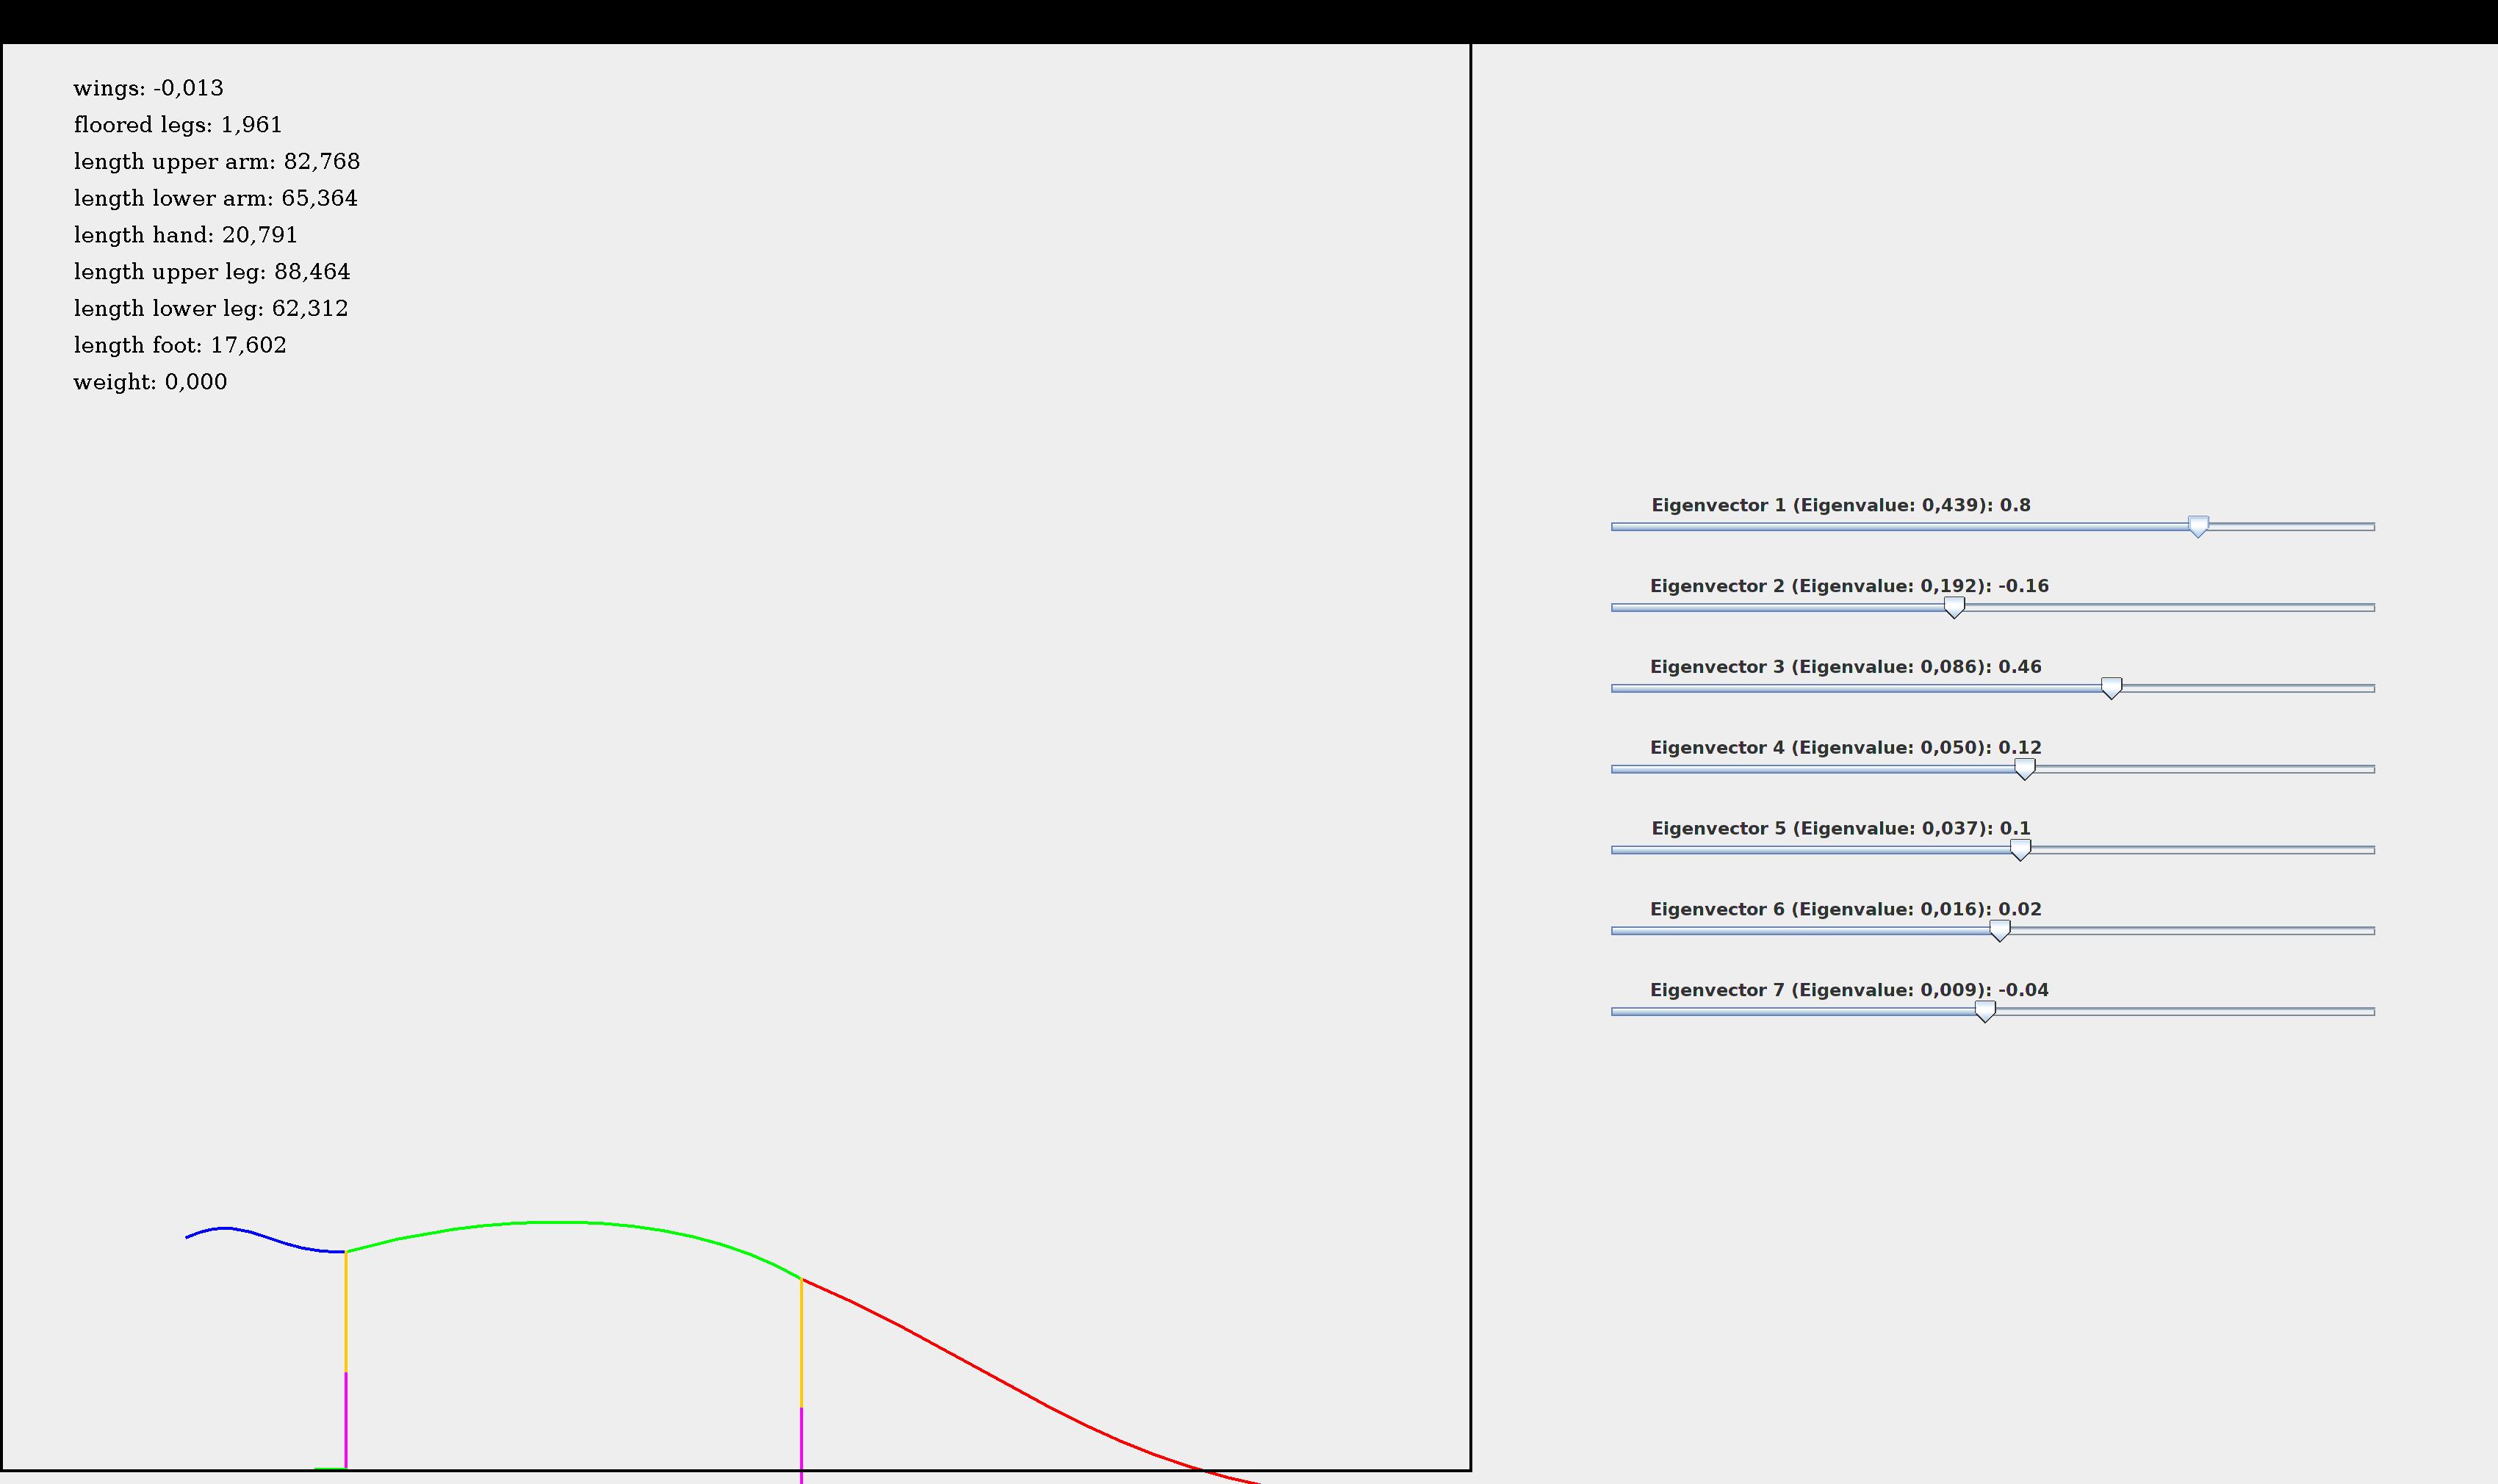 wings: -0,013
floored legs: 1,961
length upper arm: 82,768
length lower arm: 65,364
length hand: 20,791
length upper leg: 88,464
length lower leg: 62,312
length foot: 17,602
weight: 0,000
Eigenvector 1 (Eigenvalue: 0,439): 0.8
Eigenvector 2 (Eigenvalue: 0,192): -0.16
Eigenvector 3 (Eigenvalue: 0,086): 0.46
Eigenvector 4 (Eigenvalue: 0,050): 0.12
Eigenvector 5 (Eigenvalue: 0,037): 0.1
Eigenvector 6 (Eigenvalue: 0,016): 0.02
Eigenvector 7 (Eigenvalue: 0,009): -0.04